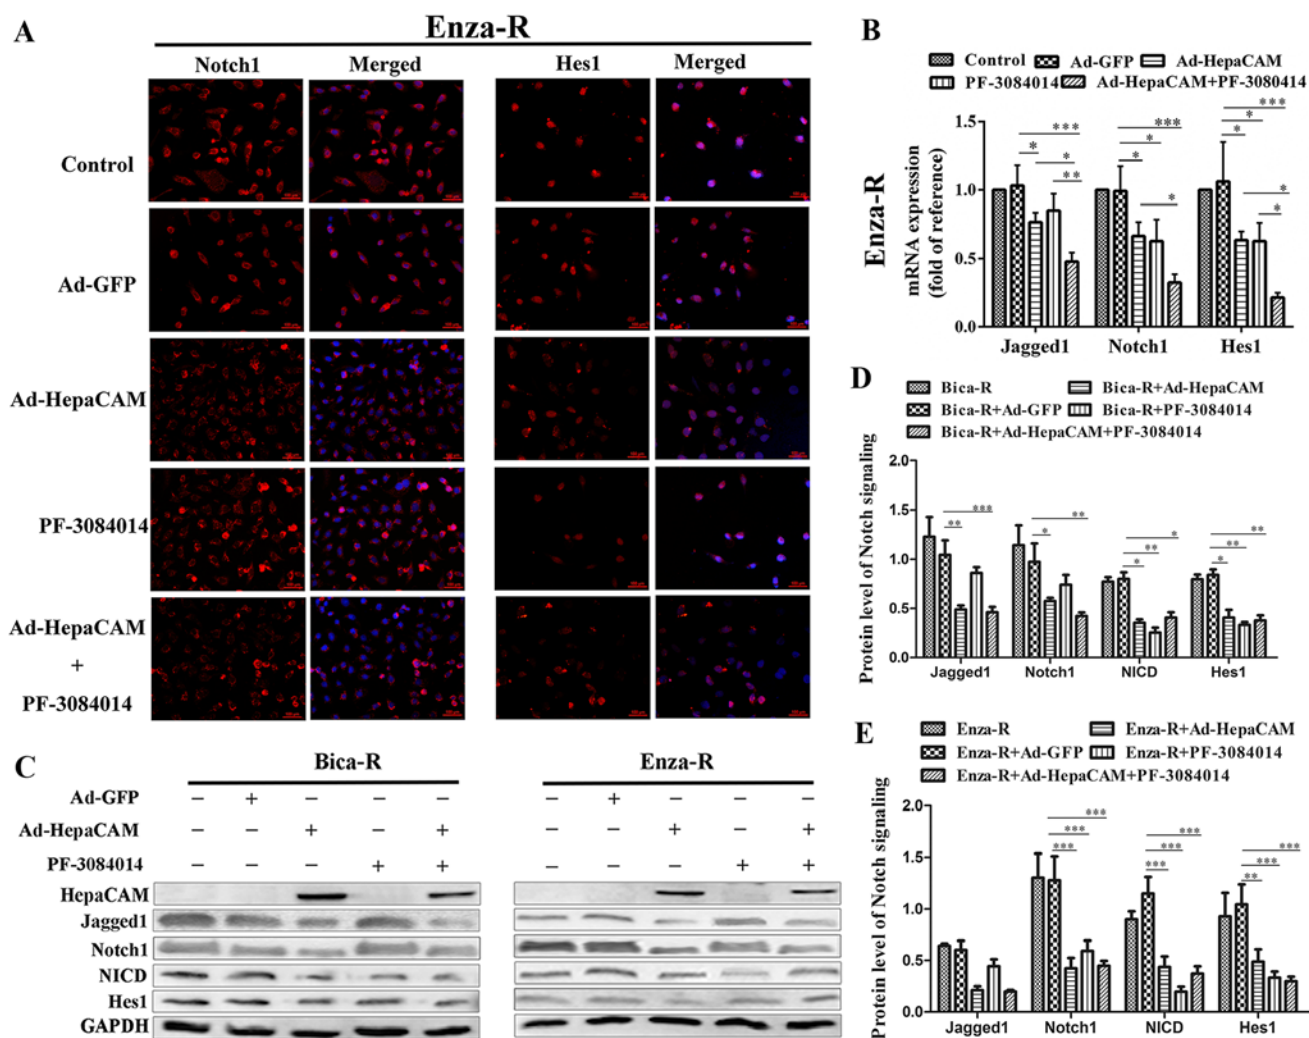 A
Enza-R
Notch1 Merged Hes1 Merged
Control
Ad-GFP
Ad-HepaCAM
PF-3084014
Ad-HepaCAM
+
PF-3084014
B
Control Ad-GFP Ad-HepaCAM
PF-3084014 Ad-HepaCAM+PF-3080414
Enza-R
mRNA expression
(fold of reference)
1.5
1.0
0.5
0.0
*** * * ** *
*** * * *
*** * * * *
Jagged1 Notch1 Hes1
C
Bica-R Enza-R
Ad-GFP − + − − − − + − − −
Ad-HepaCAM − − + − + − − + − +
PF-3084014 − − − + + − − − + +
HepaCAM
Jagged1
Notch1
NICD
Hes1
GAPDH
D
Bica-R Bica-R+Ad-HepaCAM
Bica-R+Ad-GFP Bica-R+PF-3084014
Bica-R+Ad-HepaCAM+PF-3084014
Protein level of Notch signaling
2.0
1.5
1.0
0.5
0.0
*** **
** *
* ** *
** ** *
Jagged1 Notch1 NICD Hes1
E
Enza-R Enza-R+Ad-HepaCAM
Enza-R+Ad-GFP Enza-R+PF-3084014
Enza-R+Ad-HepaCAM+PF-3084014
Protein level of Notch signaling
2.0
1.5
1.0
0.5
0.0
*** *** ***
*** *** ***
*** *** **
Jagged1 Notch1 NICD Hes1